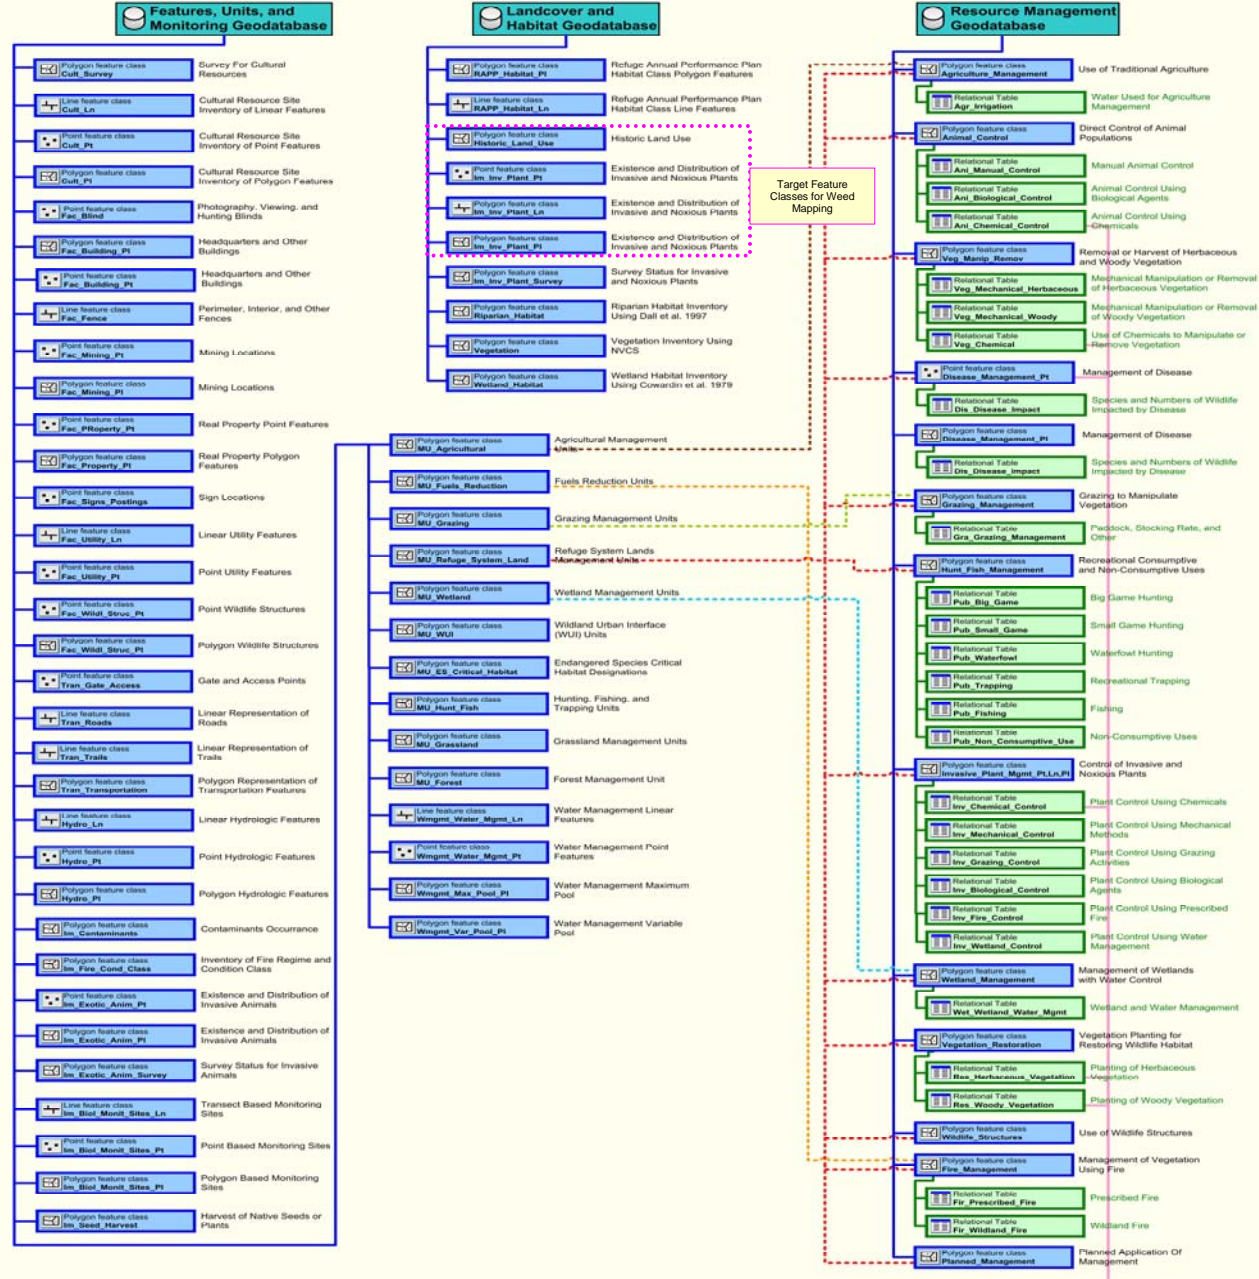 Features, Units, and
Monitoring Geodatabase
Polygon feature class
Cult_Survey
Survey For Cultural
Resources
Line feature class
Cult_Ln
Cultural Resource Site
Inventory of Linear Features
Point feature class
Cult_Pt
Cultural Resource Site
Inventory of Point Features
Polygon feature class
Cult_Pl
Cultural Resource Site
Inventory of Polygon Features
Point feature class
Fac_Blind
Photography, Viewing, and
Hunting Blinds
Polygon feature class
Fac_Building_Pl
Headquarters and Other
Buildings
Point feature class
Fac_Building_Pt
Headquarters and Other
Buildings
Line feature class
Fac_Fence
Perimeter, Interior, and Other
Fences
Point feature class
Fac_Mining_Pt
Mining Locations
Polygon feature class
Fac_Mining_Pl
Mining Locations
Point feature class
Fac_PRoperty_Pt
Real Property Point Features
Polygon feature class
Fac_Property_Pl
Real Property Polygon
Features
Point feature class
Fac_Signs_Postings
Sign Locations
Line feature class
Fac_Utility_Ln
Linear Utility Features
Point feature class
Fac_Utility_Pt
Point Utility Features
Point feature class
Fac_Wildl_Struc_Pt
Point Wildlife Structures
Polygon feature class
Fac_Wildl_Struc_Pl
Polygon Wildlife Structures
Point feature class
Tran_Gate_Access
Gate and Access Points
Line feature class
Tran_Roads
Linear Representation of
Roads
Line feature class
Tran_Trails
Linear Representation of
Trails
Polygon feature class
Tran_Transportation
Polygon Representation of
Transportation Features
Line feature class
Hydro_Ln
Linear Hydrologic Features
Point feature class
Hydro_Pt
Point Hydrologic Features
Polygon feature class
Hydro_Pl
Polygon Hydrologic Features
Polygon feature class
Im_Contaminants
Contaminants Occurrance
Polygon feature class
Im_Fire_Cond_Class
Inventory of Fire Regime and
Condition Class
Point feature class
Im_Exotic_Anim_Pt
Existence and Distribution of
Invasive Animals
Polygon feature class
Im_Exotic_Anim_Pl
Existence and Distribution of
Invasive Animals
Polygon feature class
Im_Exotic_Anim_Survey
Survey Status for Invasive
Animals
Line feature class
Im_Biol_Monit_Sites_Ln
Transect Based Monitoring
Sites
Point feature class
Im_Biol_Monit_Sites_Pt
Point Based Monitoring Sites
Polygon feature class
Im_Biol_Monit_Sites_Pl
Polygon Based Monitoring
Sites
Polygon feature class
Im_Seed_Harvest
Harvest of Native Seeds or
Plants
Landcover and
Habitat Geodatabase
Polygon feature class
RAPP_Habitat_Pl
Refuge Annual Performance Plan
Habitat Class Polygon Features
Line feature class
RAPP_Habitat_Ln
Refuge Annual Performance Plan
Habitat Class Line Features
Polygon feature class
Historic_Land_Use
Historic Land Use
Point feature class
Im_Inv_Plant_Pt
Existence and Distribution of
Invasive and Noxious Plants
Line feature class
Im_Inv_Plant_Ln
Existence and Distribution of
Invasive and Noxious Plants
Polygon feature class
Im_Inv_Plant_Pl
Existence and Distribution of
Invasive and Noxious Plants
Target Feature
Classes for Weed
Mapping
Polygon feature class
Im_Inv_Plant_Survey
Survey Status for Invasive
and Noxious Plants
Polygon feature class
Riparian_Habitat
Riparian Habitat Inventory
Using Dall et al. 1997
Polygon feature class
Vegetation
Vegetation Inventory Using
NVCS
Polygon feature class
Wetland_Habitat
Wetland Habitat Inventory
Using Cowardin et al. 1979
Polygon feature class
MU_Agricultural
Agricultural Management
Units
Polygon feature class
MU_Fuels_Reduction
Fuels Reduction Units
Polygon feature class
MU_Grazing
Grazing Management Units
Polygon feature class
MU_Refuge_System_Land
Refuge System Lands
Management Units
Polygon feature class
MU_Wetland
Wetland Management Units
Polygon feature class
MU_WUI
Wildland Urban Interface
(WUI) Units
Polygon feature class
MU_ES_Critical_Habitat
Endangered Species Critical
Habitat Designations
Polygon feature class
MU_Hunt_Fish
Hunting, Fishing, and
Trapping Units
Polygon feature class
MU_Grassland
Grassland Management Units
Polygon feature class
MU_Forest
Forest Management Unit
Line feature class
Wmgmt_Water_Mgmt_Ln
Water Management Linear
Features
Point feature class
Wmgmt_Water_Mgmt_Pt
Water Management Point
Features
Polygon feature class
Wmgmt_Max_Pool_Pl
Water Management Maximum
Pool
Polygon feature class
Wmgmt_Var_Pool_Pl
Water Management Variable
Pool
Resource Management
Geodatabase
Polygon feature class
Agriculture_Management
Use of Traditional Agriculture
Relational Table
Agr_Irrigation
Water Used for Agriculture
Management
Polygon feature class
Animal_Control
Direct Control of Animal
Populations
Relational Table
Ani_Manual_Control
Manual Animal Control
Relational Table
Ani_Biological_Control
Animal Control Using
Biological Agents
Relational Table
Ani_Chemical_Control
Animal Control Using
Chemicals
Polygon feature class
Veg_Manip_Remov
Removal or Harvest of Herbaceous
and Woody Vegetation
Relational Table
Veg_Mechanical_Herbaceous
Mechanical Manipulation or Removal
of Herbaceous Vegetation
Relational Table
Veg_Mechanical_Woody
Mechanical Manipulation or Removal
of Woody Vegetation
Relational Table
Veg_Chemical
Use of Chemicals to Manipulate or
Remove Vegetation
Point feature class
Disease_Management_Pt
Management of Disease
Relational Table
Dis_Disease_Impact
Species and Numbers of Wildlife
Impacted by Disease
Polygon feature class
Disease_Management_Pl
Management of Disease
Relational Table
Dis_Disease_Impact
Species and Numbers of Wildlife
Impacted by Disease
Polygon feature class
Grazing_Management
Grazing to Manipulate
Vegetation
Relational Table
Gra_Grazing_Management
Paddock, Stocking Rate, and
Other
Polygon feature class
Hunt_Fish_Management
Recreational Consumptive
and Non-Consumptive Uses
Relational Table
Pub_Big_Game
Big Game Hunting
Relational Table
Pub_Small_Game
Small Game Hunting
Relational Table
Pub_Waterfowl
Waterfowl Hunting
Relational Table
Pub_Trapping
Recreational Trapping
Relational Table
Pub_Fishing
Fishing
Relational Table
Pub_Non_Consumptive_Use
Non-Consumptive Uses
Polygon feature class
Invasive_Plant_Mgmt_Pt,Ln,Pl
Control of Invasive and
Noxious Plants
Relational Table
Inv_Chemical_Control
Plant Control Using Chemicals
Relational Table
Inv_Mechanical_Control
Plant Control Using Mechanical
Methods
Relational Table
Inv_Grazing_Control
Plant Control Using Grazing
Activities
Relational Table
Inv_Biological_Control
Plant Control Using Biological
Agents
Relational Table
Inv_Fire_Control
Plant Control Using Prescribed
Fire
Relational Table
Inv_Wetland_Control
Plant Control Using Water
Management
Polygon feature class
Wetland_Management
Management of Wetlands
with Water Control
Relational Table
Wet_Wetland_Water_Mgmt
Wetland and Water Management
Polygon feature class
Vegetation_Restoration
Vegetation Planting for
Restoring Wildlife Habitat
Relational Table
Res_Herbaceous_Vegetation
Planting of Herbaceous
Vegetation
Relational Table
Res_Woody_Vegetation
Planting of Woody Vegetation
Polygon feature class
Wildlife_Structures
Use of Wildlife Structures
Polygon feature class
Fire_Management
Management of Vegetation
Using Fire
Relational Table
Fir_Prescribed_Fire
Prescribed Fire
Relational Table
Fir_Wildland_Fire
Wildland Fire
Polygon feature class
Planned_Management
Planned Application Of
Management